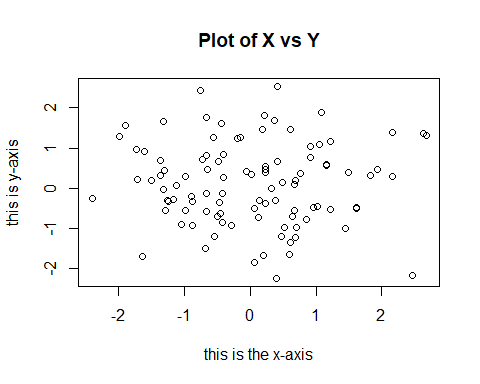 Plot of X vs Y
this is y-axis
2
1
0
-1
-2
-2 -1 0 1 2
this is the x-axis